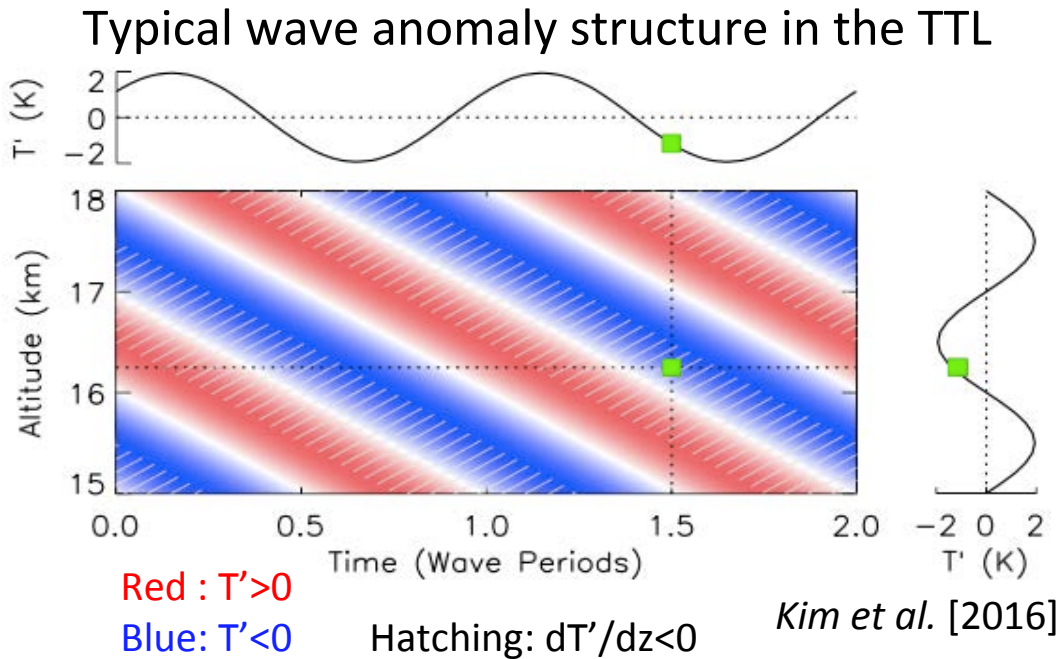 Typical wave anomaly structure in the TTL
T' (K)
2
0
−2
Altitude (km)
18
17
16
15
0.0 0.5 1.0 1.5 2.0
Time (Wave Periods)
−2 0 2
T' (K)
Red : T’>0
Blue: T’<0
Hatching: dT’/dz<0
Kim et al. [2016]